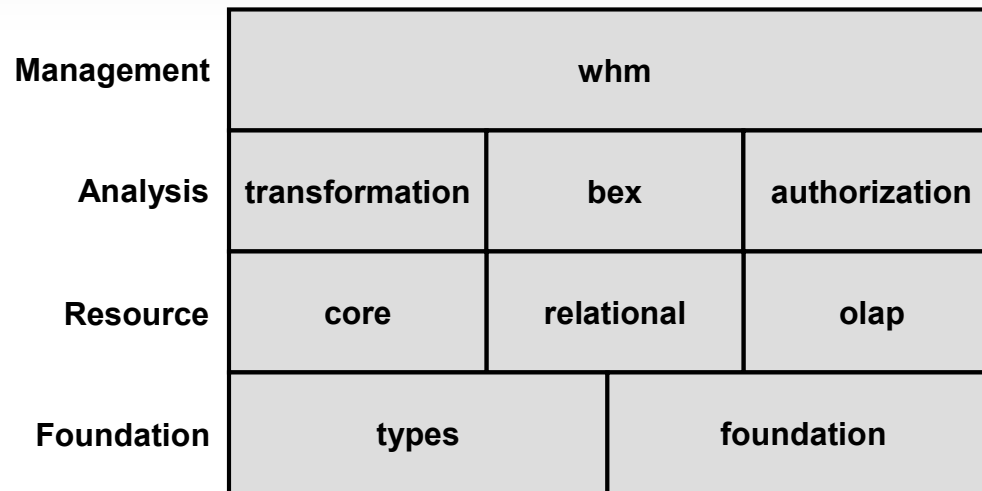 Management
whm
Analysis
transformation
bex
authorization
Resource
core
relational
olap
Foundation
types
foundation